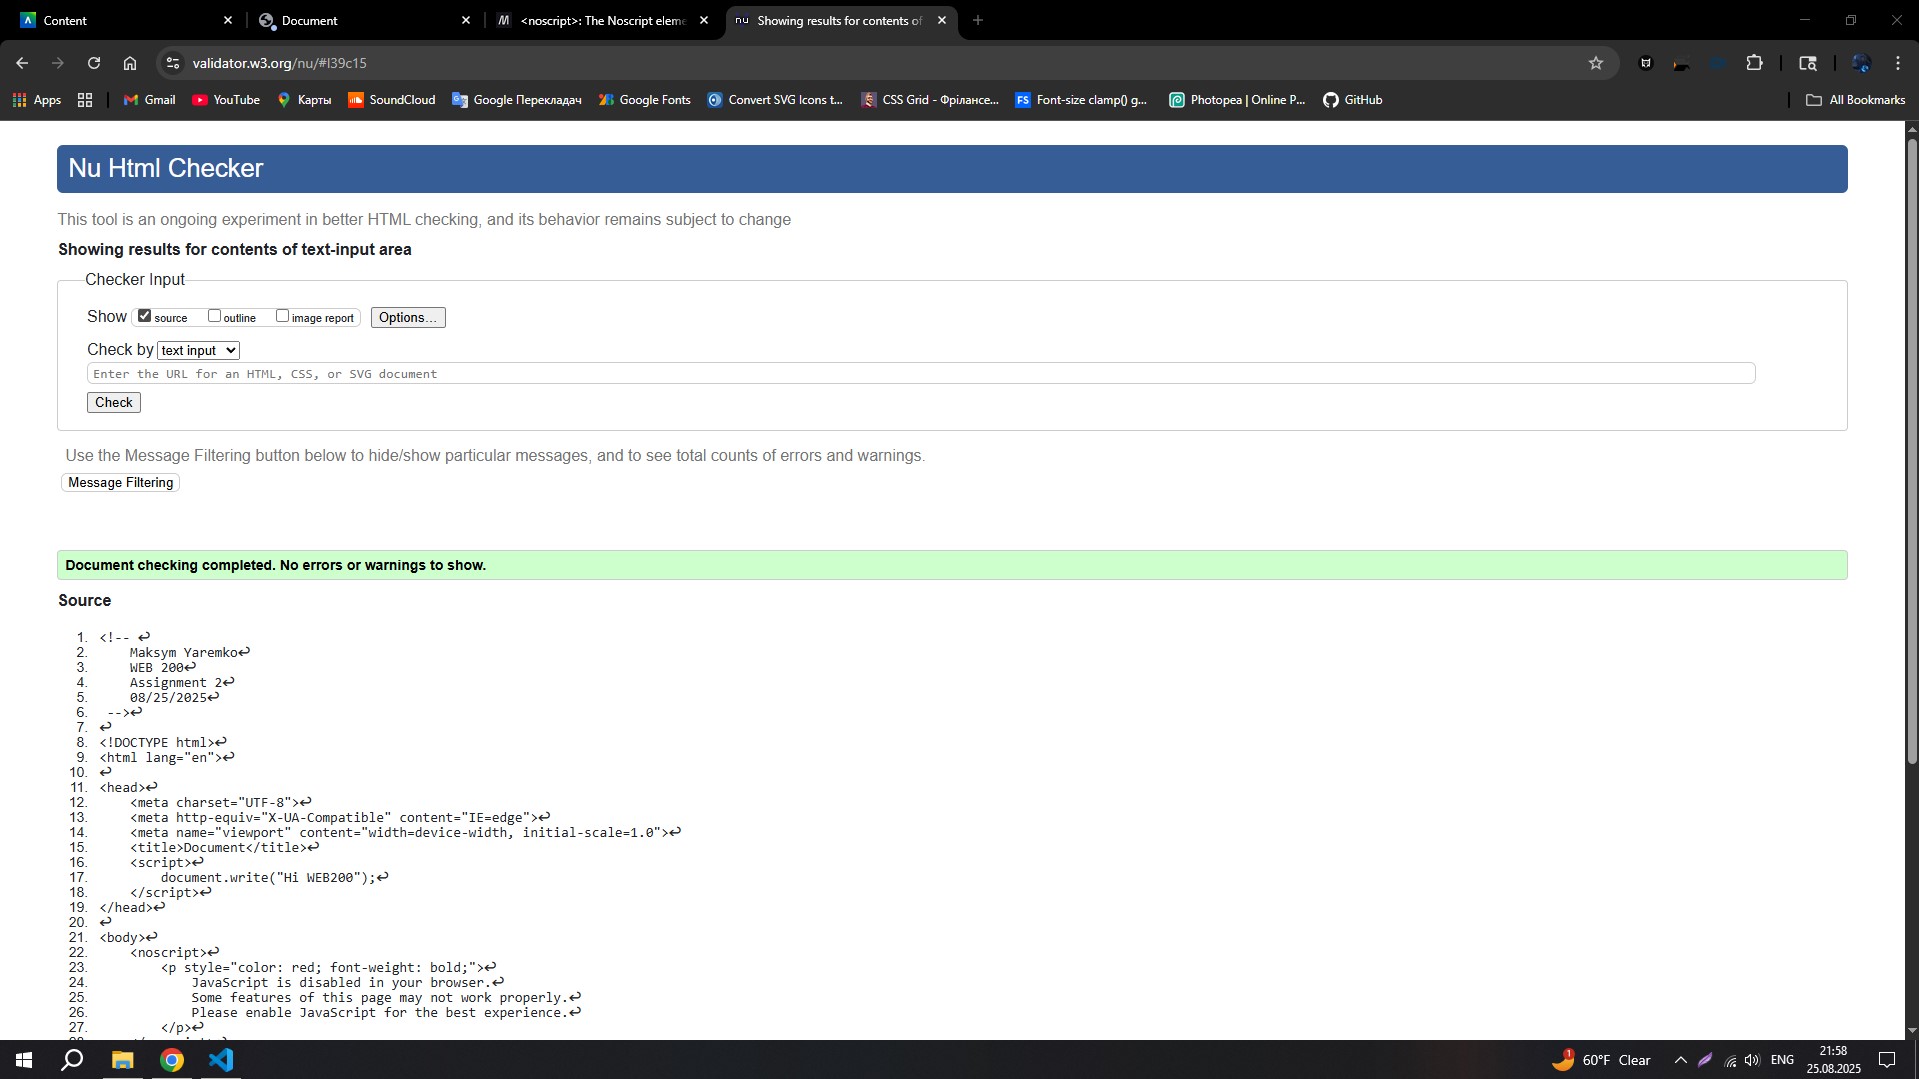 Content
Document
<noscript>: The Noscript eleme
nu Showing results for contents of
validator.w3.org/nu/#l39c15
Apps Gmail YouTube Карты SoundCloud Google Перекладач Google Fonts Convert SVG Icons t... CSS Grid - Фрілансе... FS Font-size clamp() g... Photopea | Online P... GitHub All Bookmarks
Nu Html Checker
This tool is an ongoing experiment in better HTML checking, and its behavior remains subject to change
Showing results for contents of text-input area
Checker Input
Show source outline image report Options...
Check by text input
Enter the URL for an HTML, CSS, or SVG document
Check
Use the Message Filtering button below to hide/show particular messages, and to see total counts of errors and warnings.
Message Filtering
Document checking completed. No errors or warnings to show.
Source
1. <!-- ↩
2. Maksym Yaremko↩
3. WEB 200↩
4. Assignment 2↩
5. 08/25/2025↩
6. -->↩
7. ↩
8. <!DOCTYPE html>↩
9. <html lang="en">↩
10. ↩
11. <head>↩
12. <meta charset="UTF-8">↩
13. <meta http-equiv="X-UA-Compatible" content="IE=edge">↩
14. <meta name="viewport" content="width=device-width, initial-scale=1.0">↩
15. <title>Document</title>↩
16. <script>↩
17. document.write("Hi WEB200");↩
18. </script>↩
19. </head>↩
20. ↩
21. <body>↩
22. <noscript>↩
23. <p style="color: red; font-weight: bold;">↩
24. JavaScript is disabled in your browser.↩
25. Some features of this page may not work properly.↩
26. Please enable JavaScript for the best experience.↩
27. </p>↩
1 60°F Clear ENG 21:58
25.08.2025